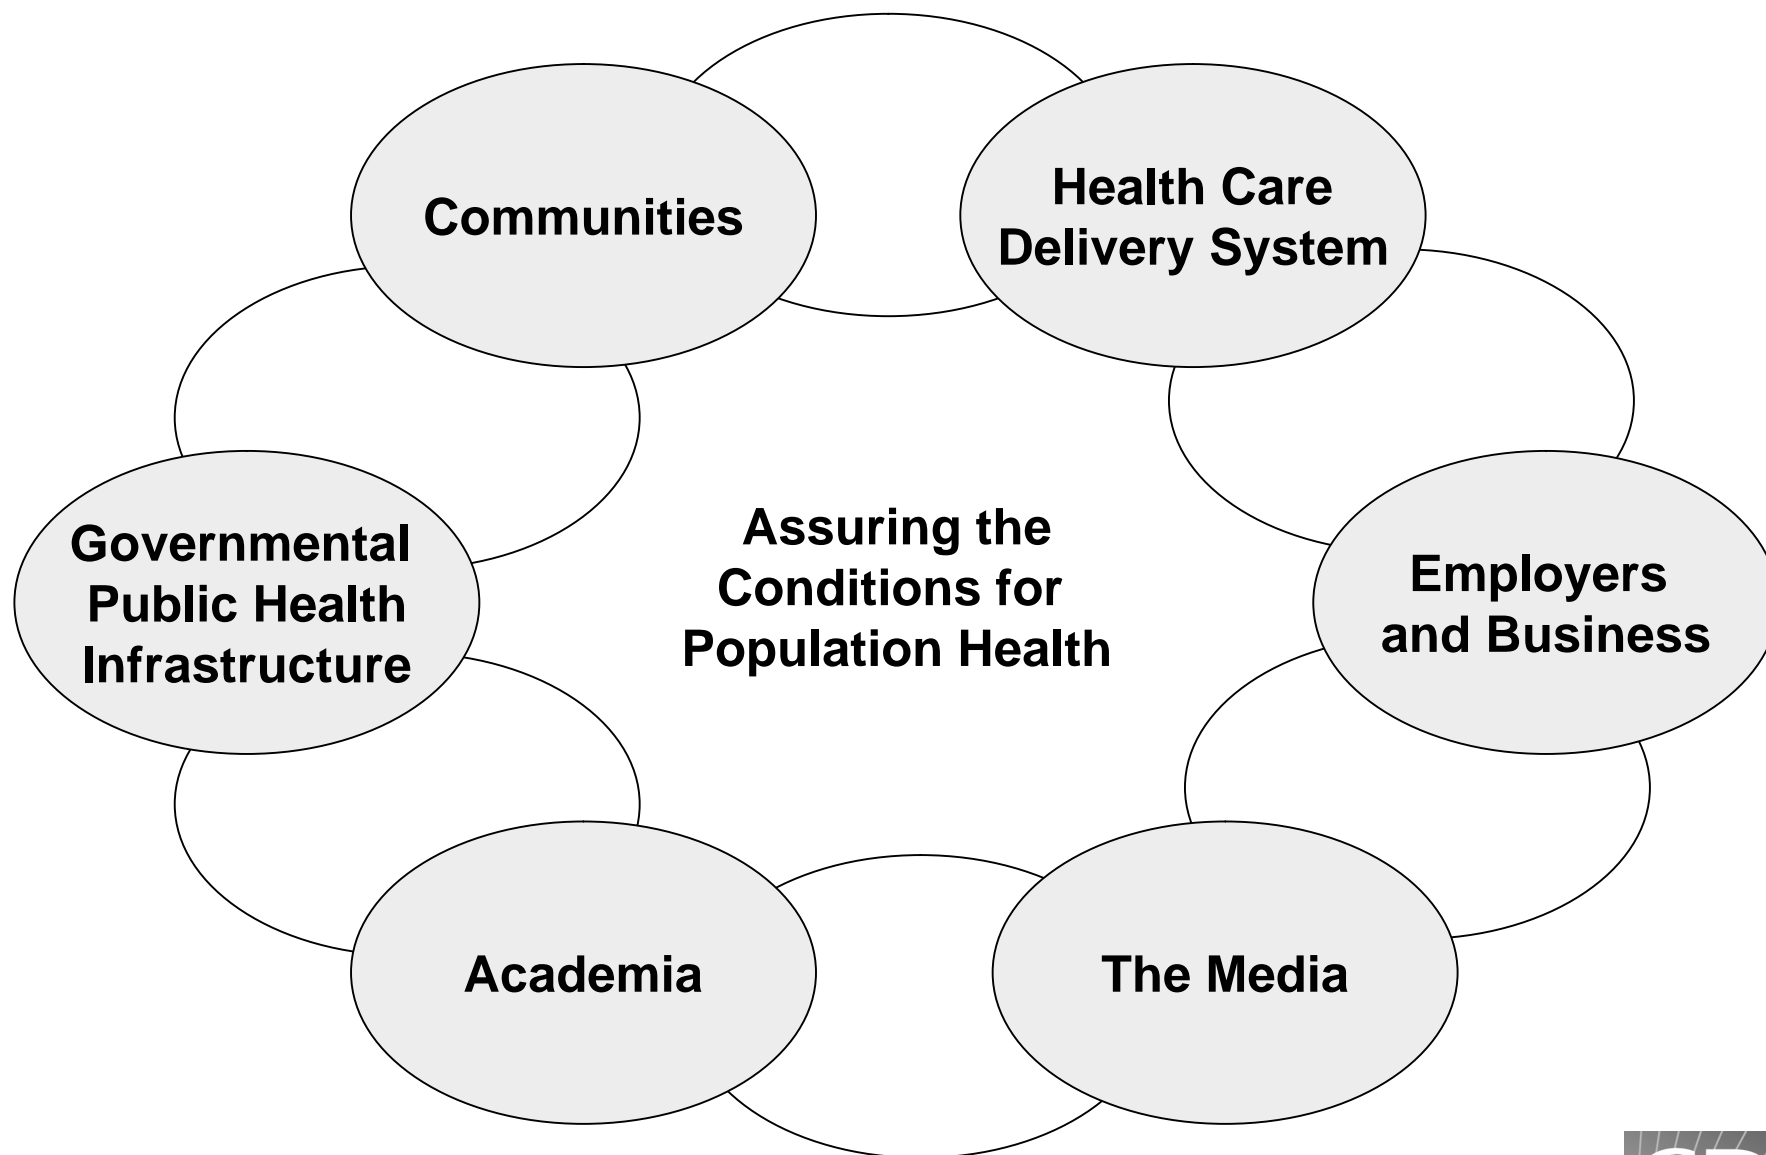 Communities
Health Care
Delivery System
Governmental
Public Health
Infrastructure
Assuring the
Conditions for
Population Health
Employers
and Business
Academia
The Media